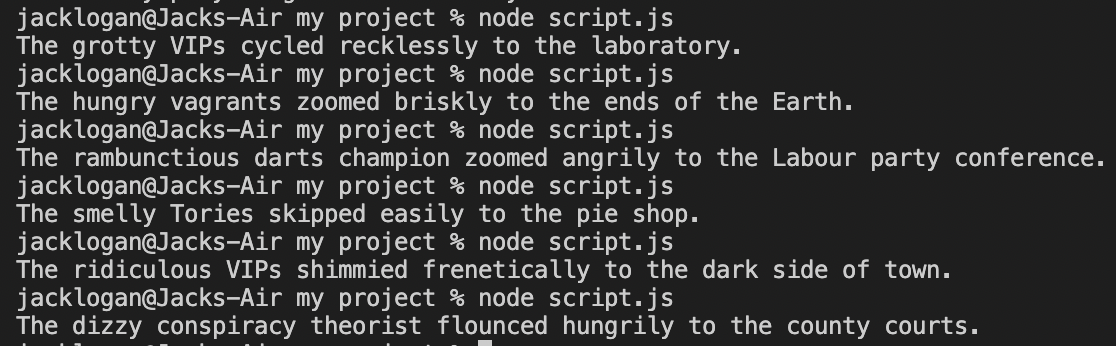 jacklogan@Jacks-Air my project % node script.js
The grotty VIPs cycled recklessly to the laboratory.
jacklogan@Jacks-Air my project % node script.js
The hungry vagrants zoomed briskly to the ends of the Earth.
jacklogan@Jacks-Air my project % node script.js
The rambunctious darts champion zoomed angrily to the Labour party conference.
jacklogan@Jacks-Air my project % node script.js
The smelly Tories skipped easily to the pie shop.
jacklogan@Jacks-Air my project % node script.js
The ridiculous VIPs shimmied frenetically to the dark side of town.
jacklogan@Jacks-Air my project % node script.js
The dizzy conspiracy theorist flounced hungrily to the county courts.
jacklogan@Jacks-Air my project %